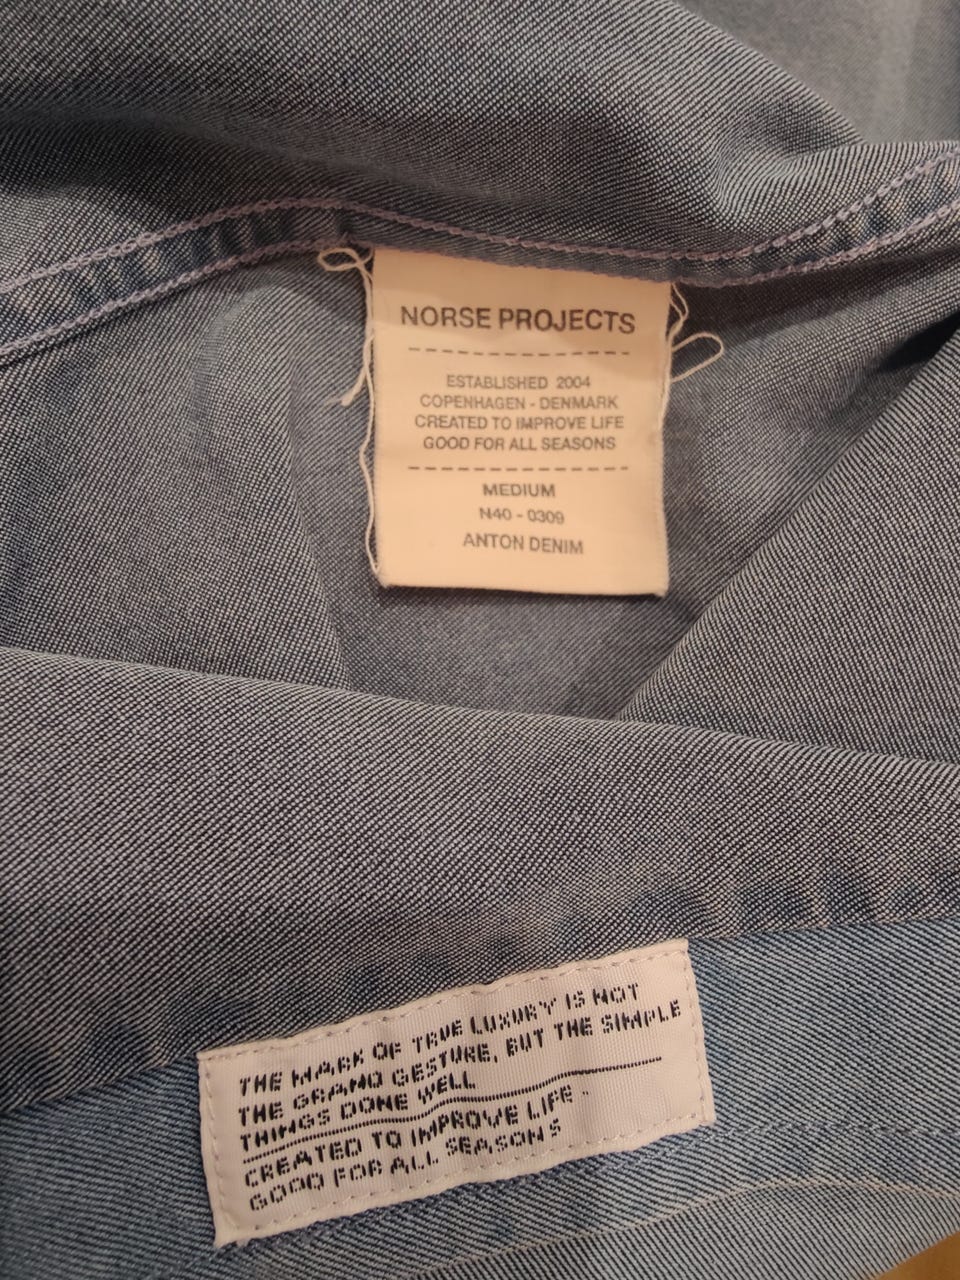 NORSE PROJECTS
ESTABLISHED 2004
COPENHAGEN - DENMARK
CREATED TO IMPROVE LIFE
GOOD FOR ALL SEASONS
MEDIUM
N40 - 0309
ANTON DENIM
THE MARK OF TRUE LUXURY IS NOT
THE GRAND GESTURE, BUT THE SIMPLE
THINGS DONE WELL
CREATED TO IMPROVE LIFE -
GOOD FOR ALL SEASONS